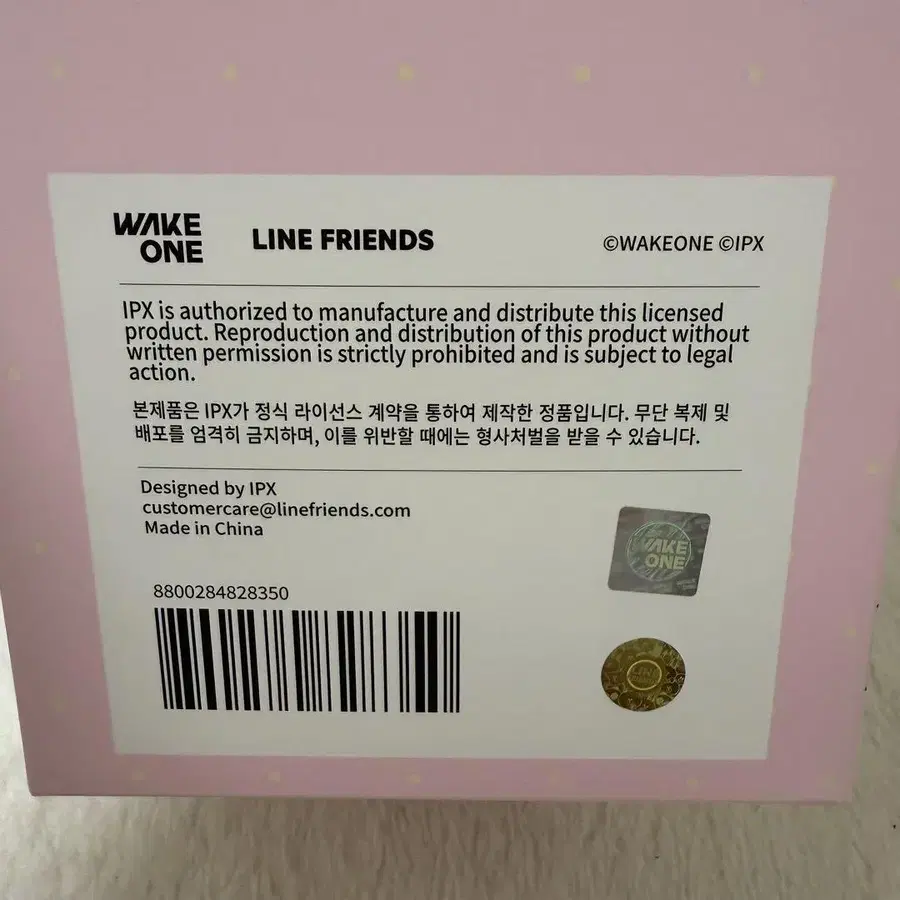 WAKE
ONE
LINE FRIENDS
©WAKEONE ©IPX
IPX is authorized to manufacture and distribute this licensed
product. Reproduction and distribution of this product without
written permission is strictly prohibited and is subject to legal
action.
본제품은 IPX가 정식 라이선스 계약을 통하여 제작한 정품입니다. 무단 복제 및
배포를 엄격히 금지하며, 이를 위반할 때에는 형사처벌을 받을 수 있습니다.
Designed by IPX
customercare@linefriends.com
Made in China
WAKE
ONE
8800284828350
LINE
FRIENDS